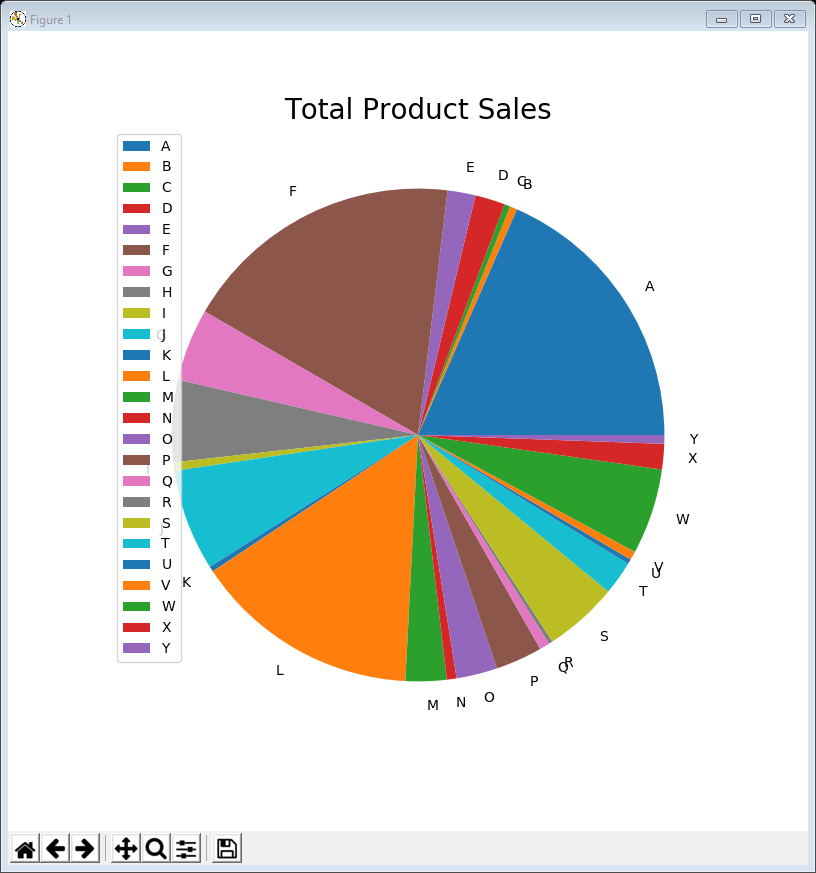 Figure 1
Total Product Sales
A
B
C
D
E
F
G
H
I
J
K
L
M
N
O
P
Q
R
S
T
U
V
W
X
Y
A
B
C
D
E
F
G
I
J
K
L
M
N
O
P
Q
R
S
T
U
V
W
X
Y